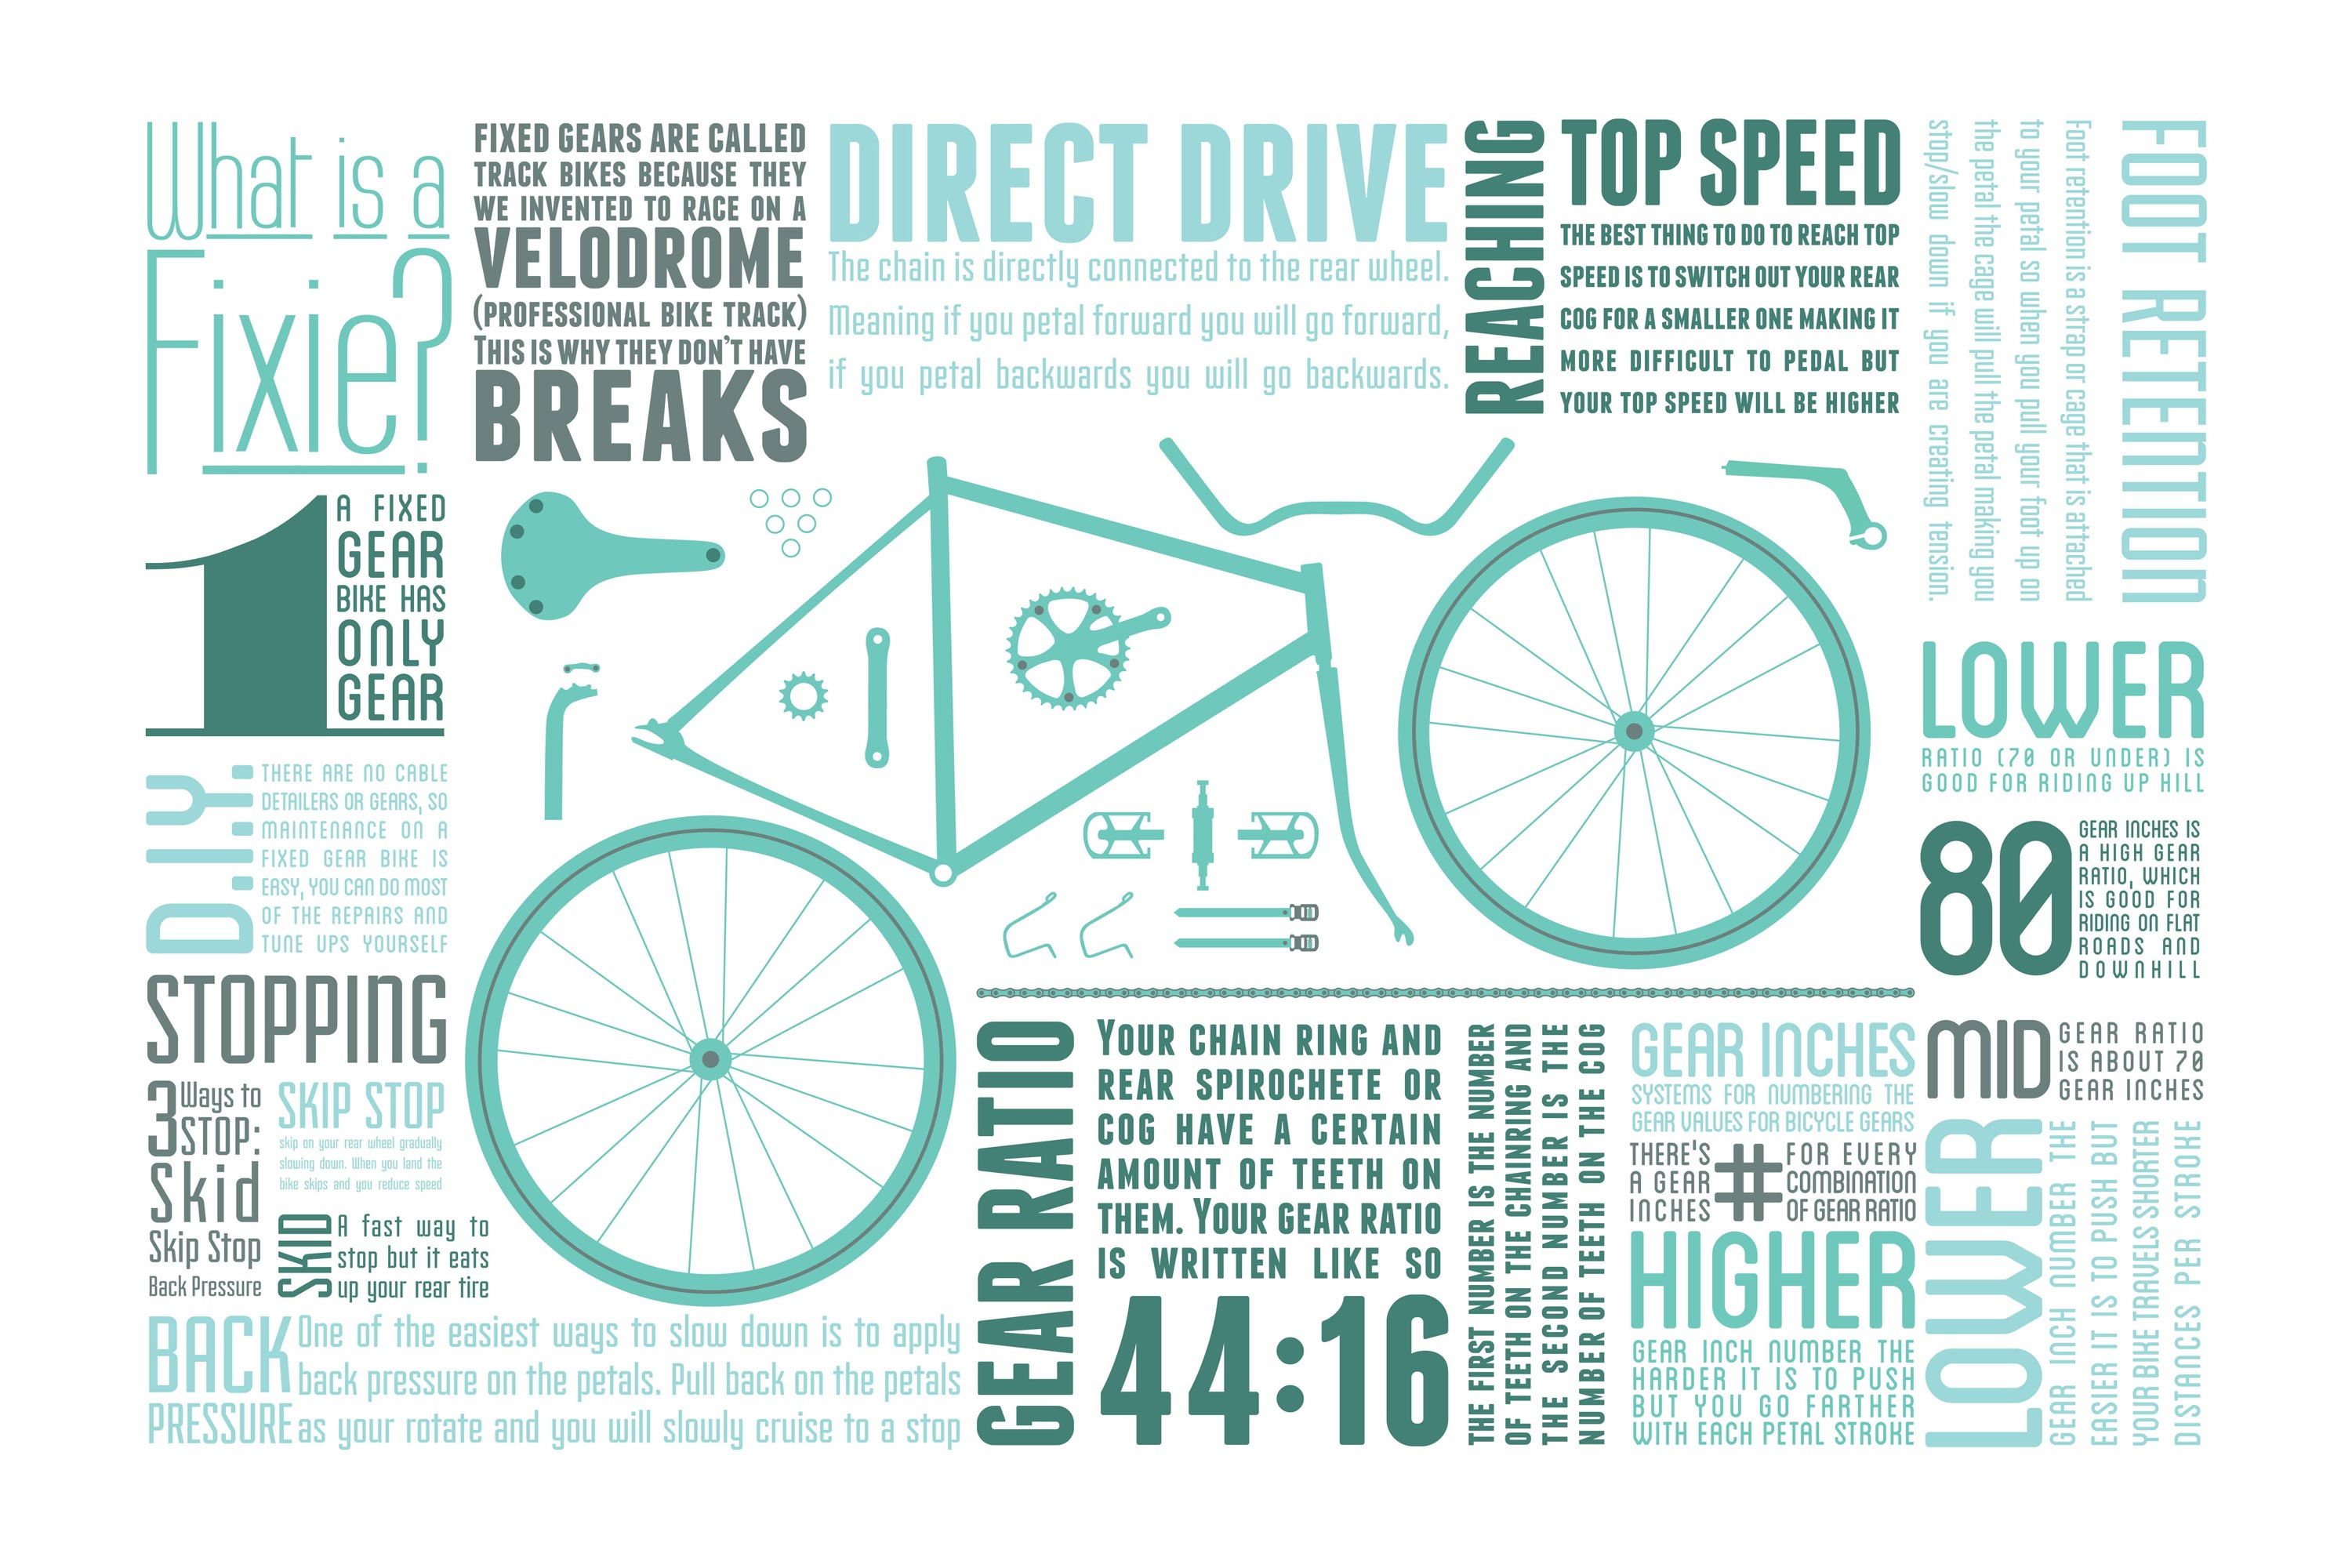 What is a
Fixie?
FIXED GEARS ARE CALLED
TRACK BIKES BECAUSE THEY
WE INVENTED TO RACE ON A
VELODROME
(PROFESSIONAL BIKE TRACK)
THIS IS WHY THEY DON'T HAVE
BREAKS
DIRECT DRIVE
The chain is directly connected to the rear wheel.
Meaning if you petal forward you will go forward,
if you petal backwards you will go backwards.
REACHING
TOP SPEED
THE BEST THING TO DO TO REACH TOP
SPEED IS TO SWITCH OUT YOUR REAR
COG FOR A SMALLER ONE MAKING IT
MORE DIFFICULT TO PEDAL BUT
YOUR TOP SPEED WILL BE HIGHER
FOOT RETENTION
Foot retention is a strap or cage that is attached
to your petal so when you pull your foot up on
the petal the cage will pull the petal making you
stop/slow down if you are creating tension.
1
A FIXED
GEAR
BIKE HAS
ONLY
GEAR
D.I.Y.
THERE ARE NO CABLE
DETAILERS OR GEARS, SO
MAINTENANCE ON A
FIXED GEAR BIKE IS
EASY, YOU CAN DO MOST
OF THE REPAIRS AND
TUNE UPS YOURSELF
STOPPING
3 Ways to
STOP:
Skid
Skip Stop
Back Pressure
SKIP STOP
skip on your rear wheel gradually
slowing down. When you land the
bike skips and you reduce speed
SKID
A fast way to
stop but it eats
up your rear tire
BACK
PRESSURE
One of the easiest ways to slow down is to apply
back pressure on the petals. Pull back on the petals
as your rotate and you will slowly cruise to a stop
GEAR RATIO
YOUR CHAIN RING AND
REAR SPIROCHETE OR
COG HAVE A CERTAIN
AMOUNT OF TEETH ON
THEM. YOUR GEAR RATIO
IS WRITTEN LIKE SO
44:16
THE FIRST NUMBER IS THE NUMBER
OF TEETH ON THE CHAINRING AND
THE SECOND NUMBER IS THE
NUMBER OF TEETH ON THE COG
GEAR INCHES
SYSTEMS FOR NUMBERING THE
GEAR VALUES FOR BICYCLE GEARS
THERE'S
A GEAR
INCHES
#
FOR EVERY
COMBINATION
OF GEAR RATIO
HIGHER
GEAR INCH NUMBER THE
HARDER IT IS TO PUSH
BUT YOU GO FARTHER
WITH EACH PETAL STROKE
LOWER
RATIO (70 OR UNDER) IS
GOOD FOR RIDING UP HILL
80
GEAR INCHES IS
A HIGH GEAR
RATIO, WHICH
IS GOOD FOR
RIDING ON FLAT
ROADS AND
DOWNHILL
MID
GEAR RATIO
IS ABOUT 70
GEAR INCHES
LOWER
GEAR INCH NUMBER THE
EASIER IT IS TO PUSH BUT
YOUR BIKE TRAVELS SHORTER
DISTANCES PER STROKE